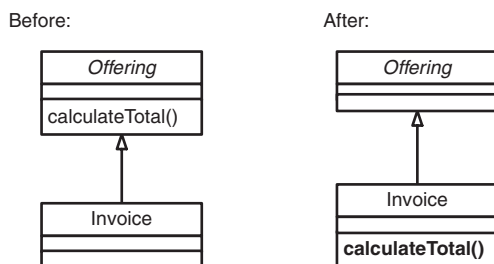 Before:
Offering
calculateTotal()
Invoice
After:
Offering
Invoice
calculateTotal()